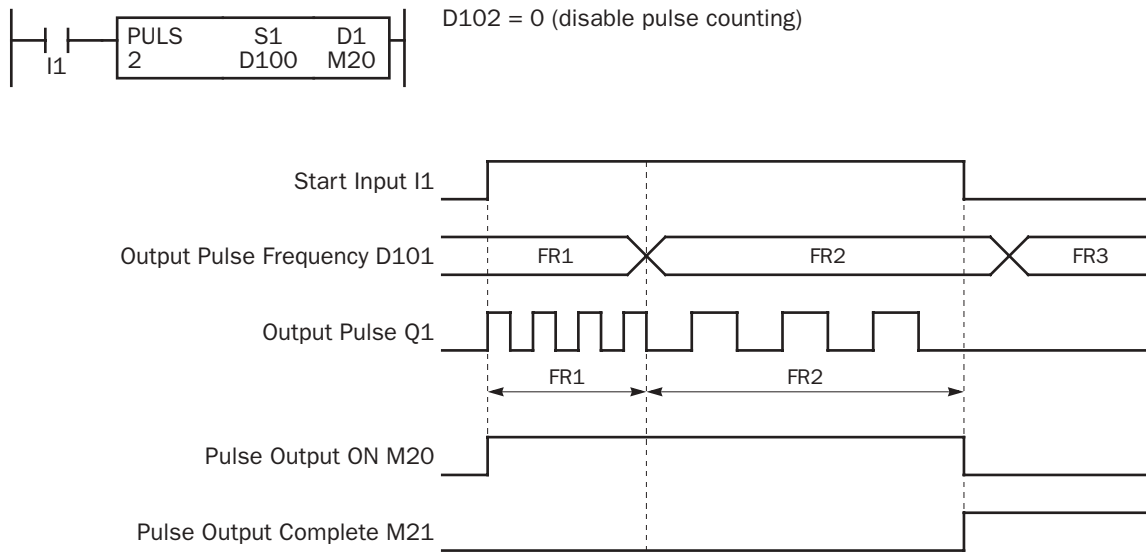 D102 = 0 (disable pulse counting)
PULS S1 D1
2 D100 M20
I1
Start Input I1
Output Pulse Frequency D101
FR1 FR2 FR3
Output Pulse Q1
FR1 FR2
Pulse Output ON M20
Pulse Output Complete M21